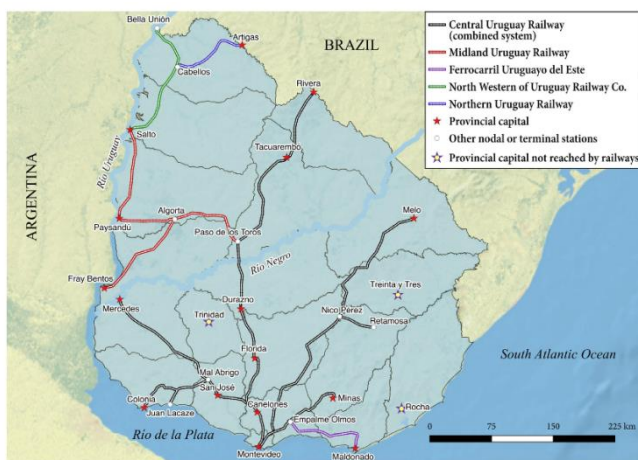 Bella Unión
Artigas
BRAZIL
Cabellos
Rivera
Salto
Río Uruguay
Tacuarembo
ARGENTINA
Paysandú
Algorta
Paso de los Toros
Melo
Río Negro
Fray Bentos
Mercedes
Durazno
Treinta y Tres
Trinidad
Nico Pérez
Retamosa
Florida
Mal Abrigo
San José
Minas
Colonia
Juan Lacaze
Canelones
Rocha
Empalme Olmos
Río de la Plata
Montevideo
Maldonado
South Atlantic Ocean
Central Uruguay Railway
(combined system)
Midland Uruguay Railway
Ferrocarril Uruguayo del Este
North Western of Uruguay Railway Co.
Northern Uruguay Railway
Provincial capital
Other nodal or terminal stations
Provincial capital not reached by railways
0 75 150 225 km